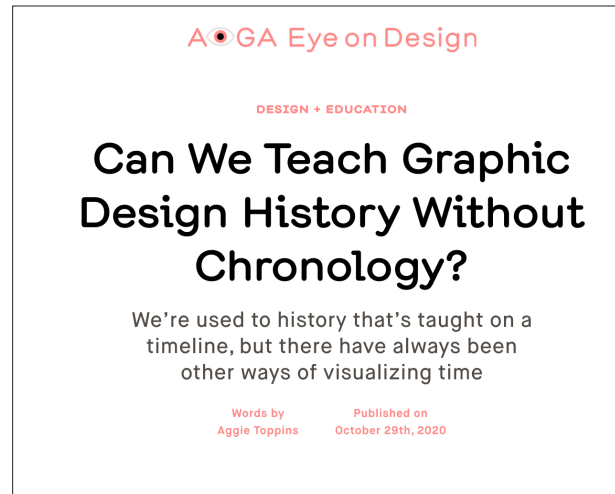 AIGA Eye on Design
DESIGN + EDUCATION
Can We Teach Graphic
Design History Without
Chronology?
We're used to history that's taught on a
timeline, but there have always been
other ways of visualizing time
Words by
Aggie Toppins
Published on
October 29th, 2020